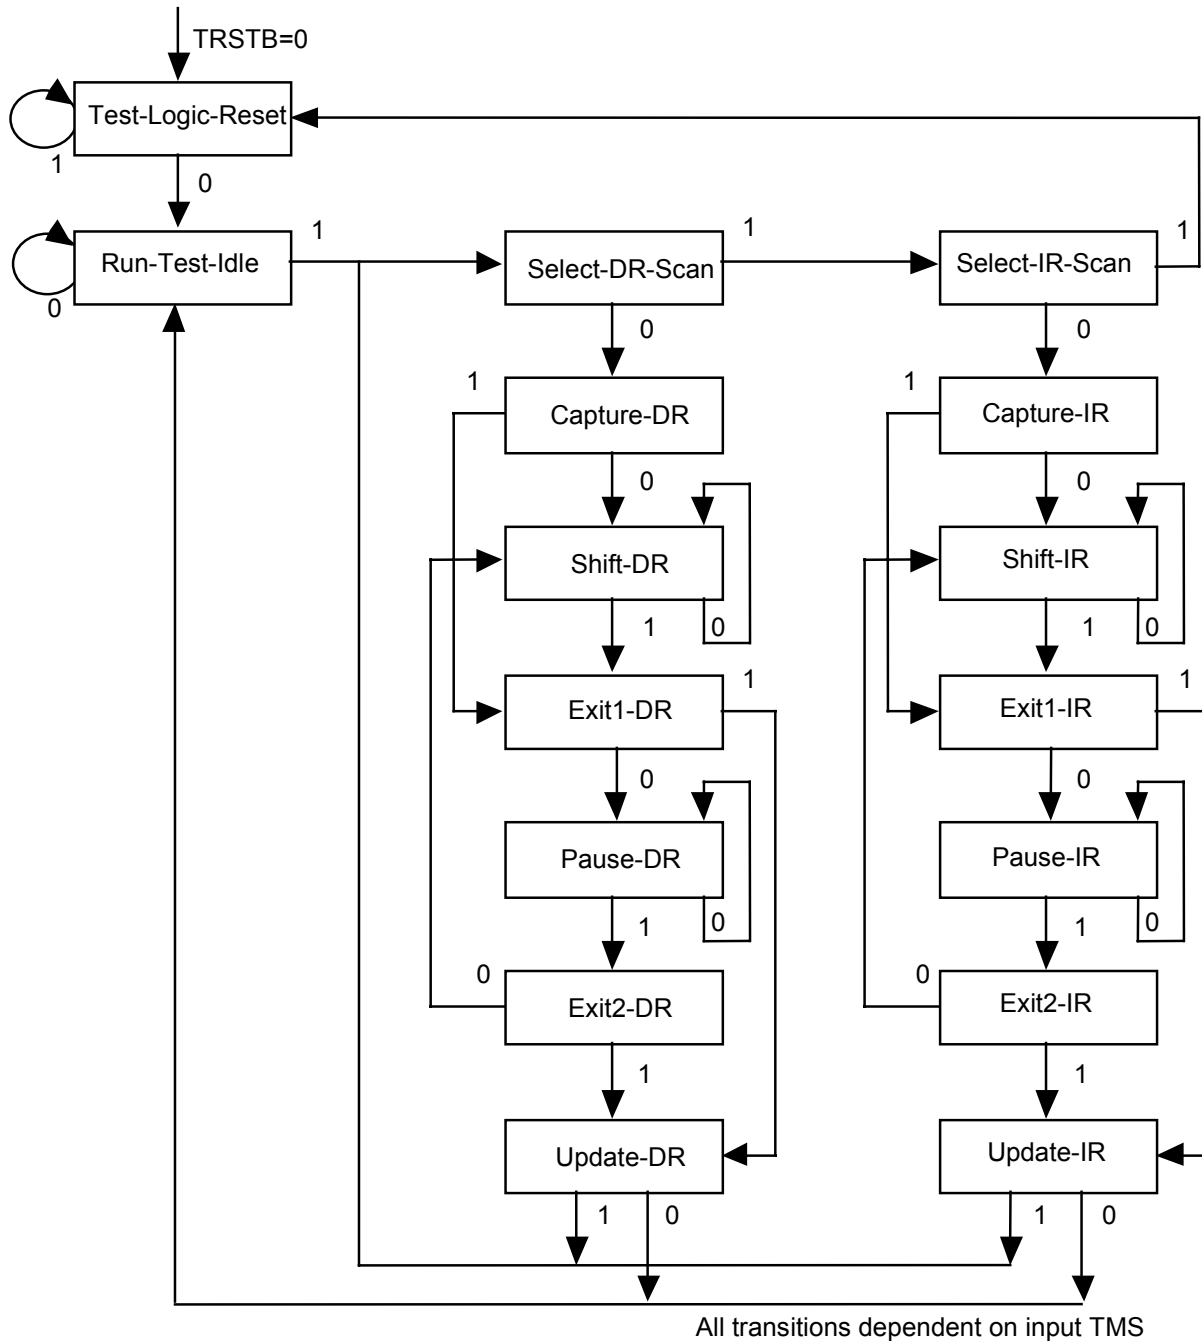 TRSTB=0
Test-Logic-Reset
1
0
Run-Test-Idle
0
1
Select-DR-Scan
1
Select-IR-Scan
1
0
0
1
Capture-DR
1
Capture-IR
0
0
Shift-DR
Shift-IR
1
0
1
0
Exit1-DR
1
Exit1-IR
1
0
0
Pause-DR
Pause-IR
1
0
1
0
0
Exit2-DR
0
Exit2-IR
1
1
Update-DR
Update-IR
1
0
1
0
All transitions dependent on input TMS